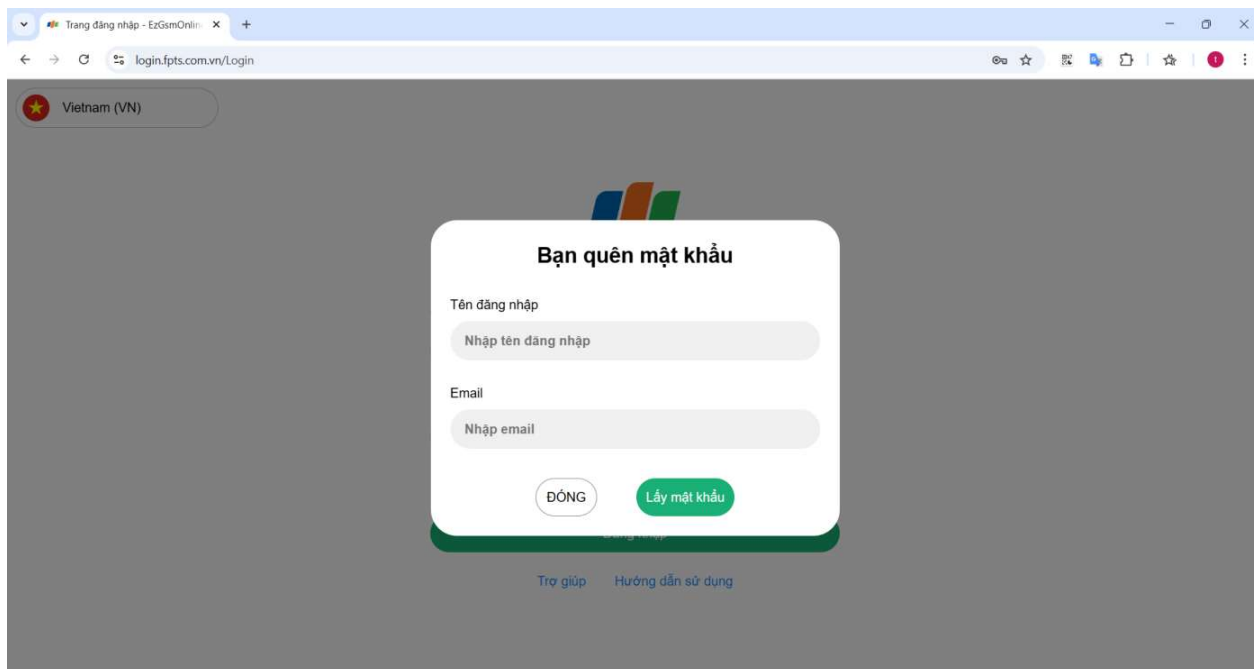 Trang đăng nhập - EzGsmOnlin
login.fpts.com.vn/Login
Vietnam (VN)
Bạn quên mật khẩu
Tên đăng nhập
Nhập tên đăng nhập
Email
Nhập email
ĐÓNG
Lấy mật khẩu
Trợ giúp
Hướng dẫn sử dụng